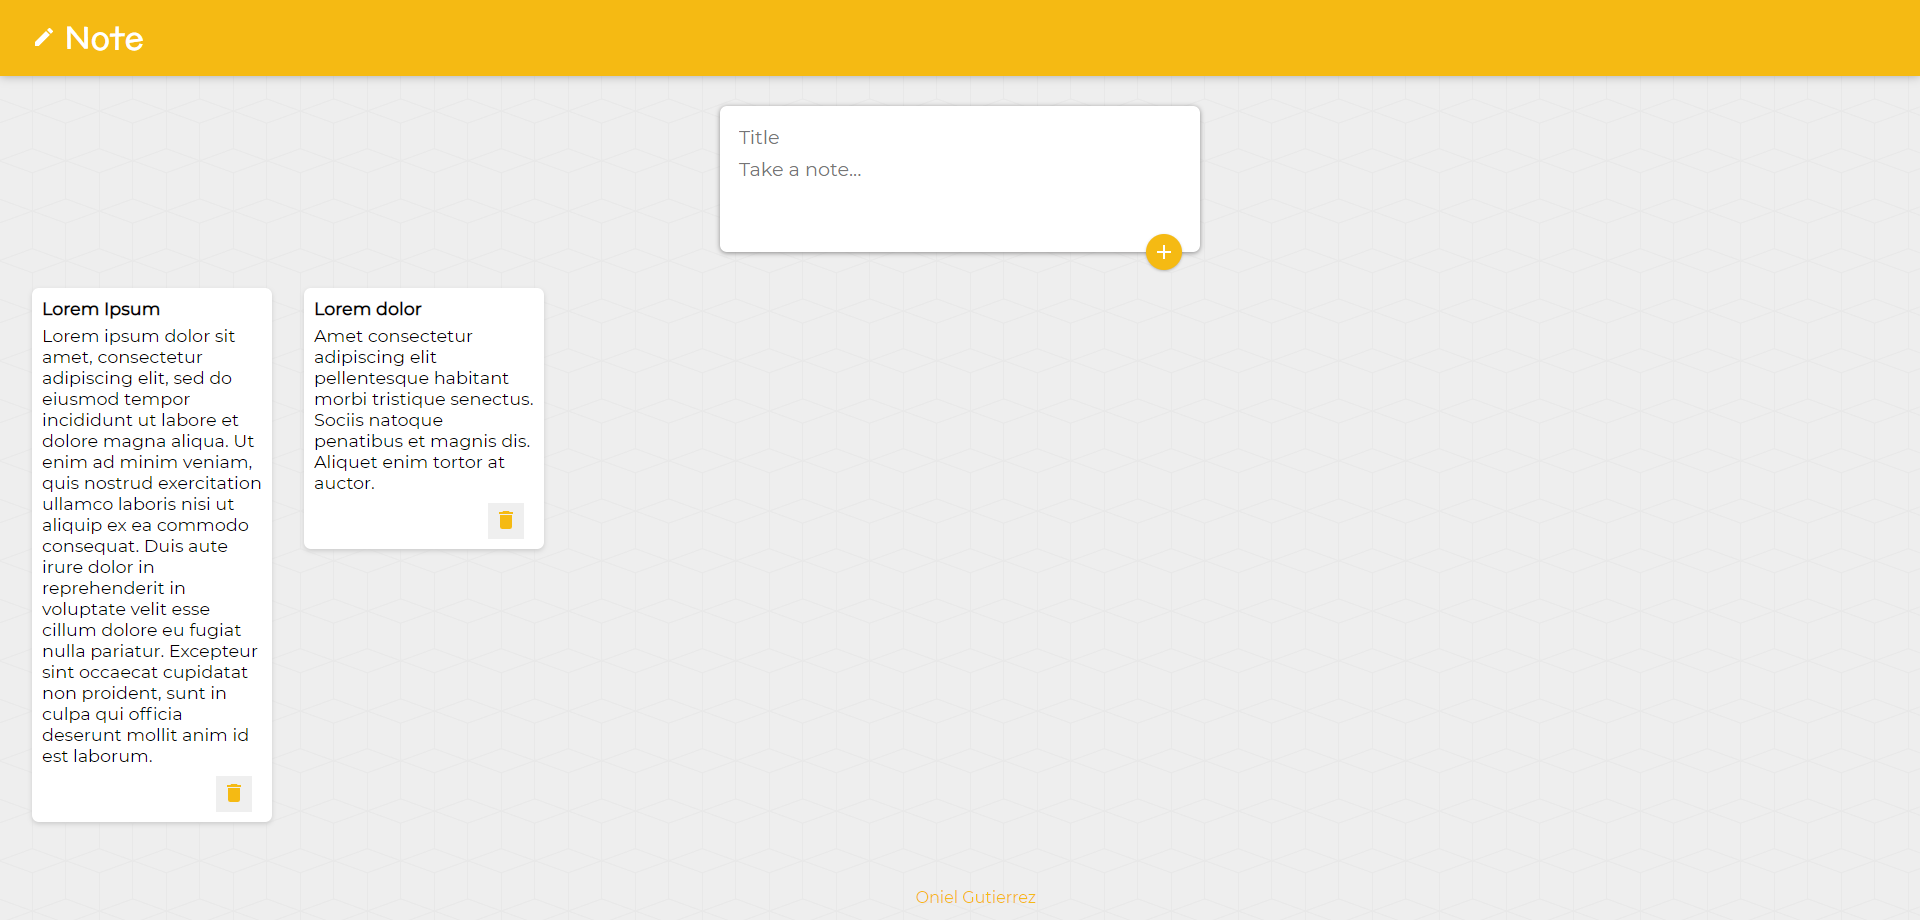 Note
Title
Take a note...
Lorem Ipsum
Lorem ipsum dolor sit
amet, consectetur
adipiscing elit, sed do
eiusmod tempor
incididunt ut labore et
dolore magna aliqua. Ut
enim ad minim veniam,
quis nostrud exercitation
ullamco laboris nisi ut
aliquip ex ea commodo
consequat. Duis aute
irure dolor in
reprehenderit in
voluptate velit esse
cillum dolore eu fugiat
nulla pariatur. Excepteur
sint occaecat cupidatat
non proident, sunt in
culpa qui officia
deserunt mollit anim id
est laborum.
Lorem dolor
Amet consectetur
adipiscing elit
pellentesque habitant
morbi tristique senectus.
Sociis natoque
penatibus et magnis dis.
Aliquet enim tortor at
auctor.
Oniel Gutierrez